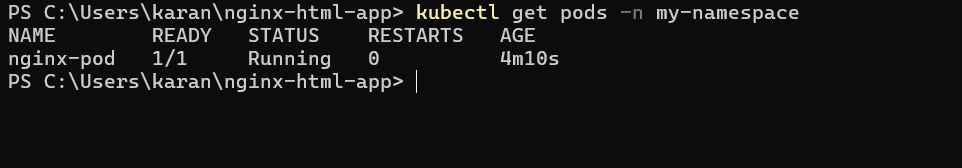 PS C:\Users\karan\nginx-html-app> kubectl get pods -n my-namespace
NAME        READY   STATUS    RESTARTS   AGE
nginx-pod   1/1     Running   0          4m10s
PS C:\Users\karan\nginx-html-app>